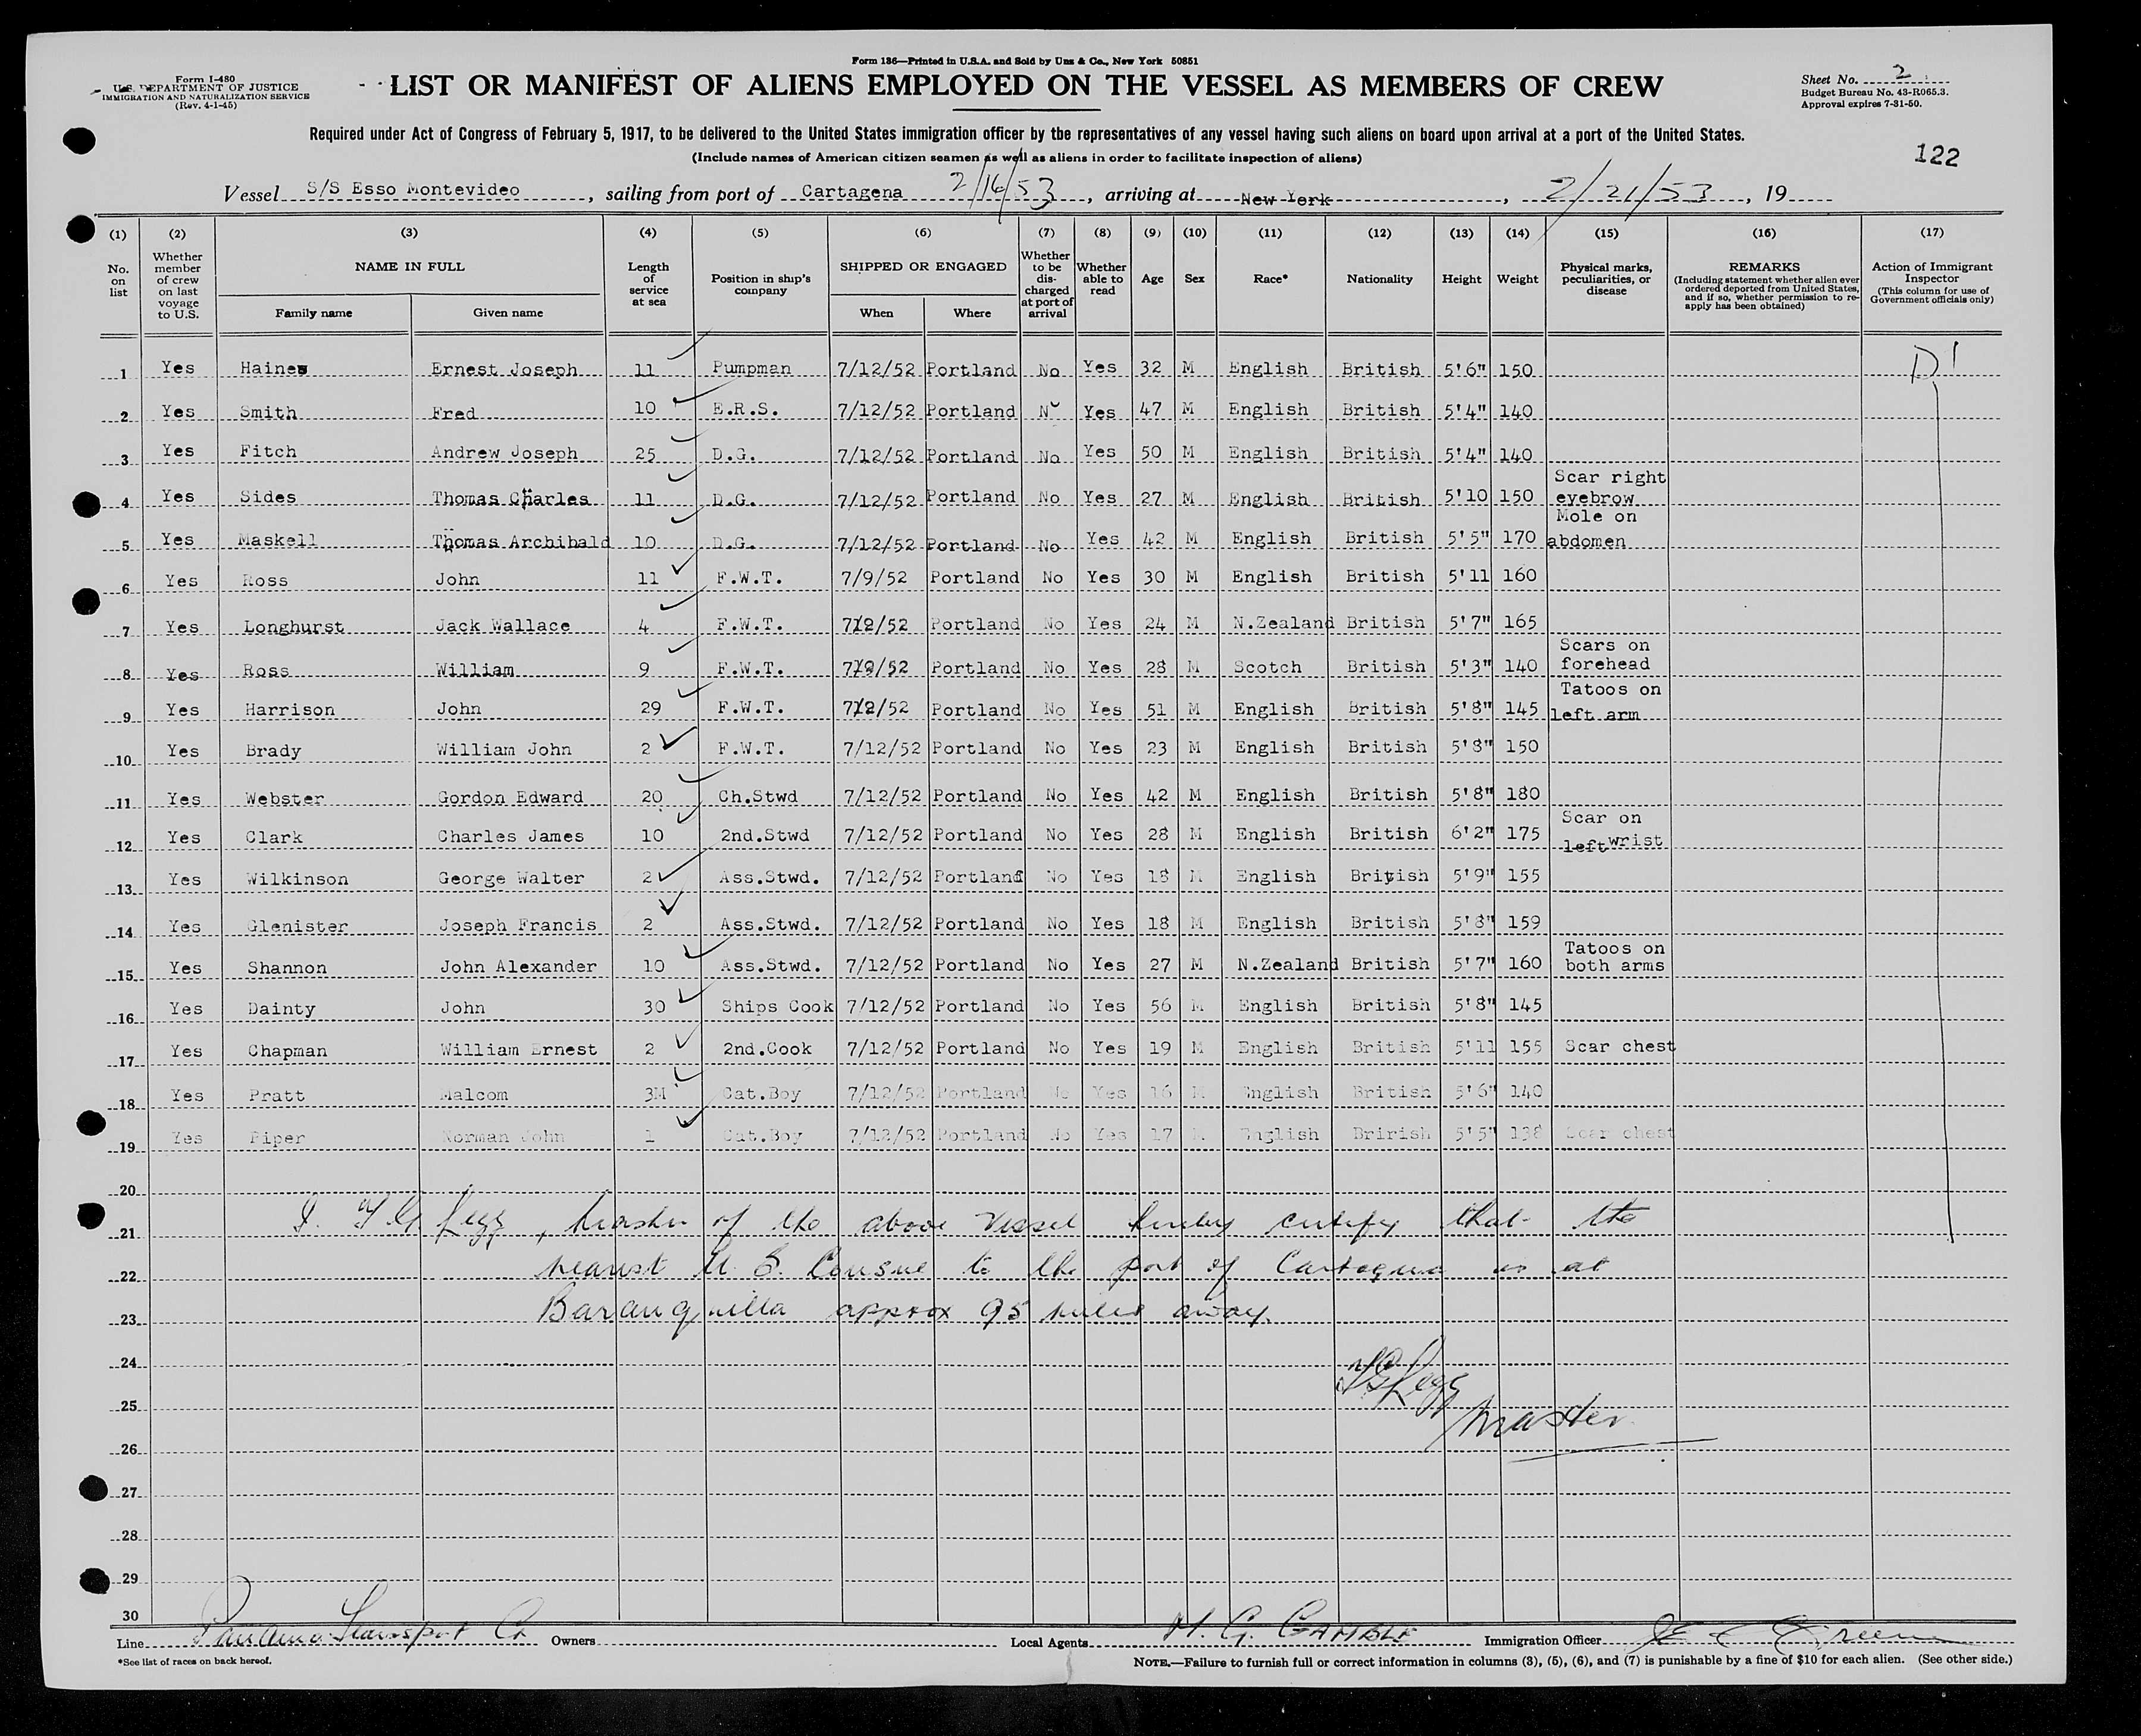 Form I-480
U.S. DEPARTMENT OF JUSTICE
IMMIGRATION AND NATURALIZATION SERVICE
(Rev. 4-1-45)
Form 186—Printed in U.S.A. and Sold by Unz & Co., New York 50851
LIST OR MANIFEST OF ALIENS EMPLOYED ON THE VESSEL AS MEMBERS OF CREW
Sheet No. 2
Budget Bureau No. 43-R065.3.
Approval expires 7-31-50.
Required under Act of Congress of February 5, 1917, to be delivered to the United States immigration officer by the representatives of any vessel having such aliens on board upon arrival at a port of the United States.
(Include names of American citizen seamen as well as aliens in order to facilitate inspection of aliens)
122
Vessel S/S Esso Montevideo, sailing from port of Cartagena 2/16/53, arriving at New York, 2/21/53, 19
(1) No. on list
(2) Whether member of crew on last voyage to U.S.
(3) NAME IN FULL Family name Given name
(4) Length of service at sea
(5) Position in ship's company
(6) SHIPPED OR ENGAGED When Where
(7) Whether to be discharged at port of arrival
(8) Whether able to read
(9) Age
(10) Sex
(11) Race*
(12) Nationality
(13) Height
(14) Weight
(15) Physical marks, peculiarities, or disease
(16) REMARKS (Including statement whether alien ever ordered deported from United States, and if so, whether permission to reapply has been obtained)
(17) Action of Immigrant Inspector (This column for use of Government officials only)
1 Yes Haines Ernest Joseph 11 Pumpman 7/12/52 Portland No Yes 32 M English British 5'6" 150 D1
2 Yes Smith Fred 10 E.R.S. 7/12/52 Portland No Yes 47 M English British 5'4" 140
3 Yes Fitch Andrew Joseph 25 D.G. 7/12/52 Portland No Yes 50 M English British 5'4" 140
4 Yes Sides Thomas Charles 11 D.G. 7/12/52 Portland No Yes 27 M English British 5'10 150 Scar right eyebrow
5 Yes Maskell Thomas Archibald 10 D.G. 7/12/52 Portland No Yes 42 M English British 5'5" 170 Mole on abdomen
6 Yes Ross John 11 F.W.T. 7/9/52 Portland No Yes 30 M English British 5'11 160
7 Yes Longhurst Jack Wallace 4 F.W.T. 7/12/52 Portland No Yes 24 M N.Zealand British 5'7" 165
8 Yes Ross William 9 F.W.T. 7/12/52 Portland No Yes 28 M Scotch British 5'3" 140 Scars on forehead
9 Yes Harrison John 29 F.W.T. 7/12/52 Portland No Yes 51 M English British 5'8" 145 Tatoos on left arm
10 Yes Brady William John 2 F.W.T. 7/12/52 Portland No Yes 23 M English British 5'8" 150
11 Yes Webster Gordon Edward 20 Ch.Stwd 7/12/52 Portland No Yes 42 M English British 5'8" 180
12 Yes Clark Charles James 10 2nd.Stwd 7/12/52 Portland No Yes 28 M English British 6'2" 175 Scar on left wrist
13 Yes Wilkinson George Walter 2 Ass.Stwd. 7/12/52 Portland No Yes 18 M English British 5'9" 155
14 Yes Glenister Joseph Francis 2 Ass.Stwd. 7/12/52 Portland No Yes 18 M English British 5'8" 159
15 Yes Shannon John Alexander 10 Ass.Stwd. 7/12/52 Portland No Yes 27 M N.Zealand British 5'7" 160 Tatoos on both arms
16 Yes Dainty John 30 Ships Cook 7/12/52 Portland No Yes 56 M English British 5'8" 145
17 Yes Chapman William Ernest 2 2nd.Cook 7/12/52 Portland No Yes 19 M English British 5'11 155 Scar chest
18 Yes Pratt Malcom 3M Cat.Boy 7/12/52 Portland No Yes 16 M English British 5'6" 140
19 Yes Piper Norman John 1 Cat.Boy 7/12/52 Portland No Yes 17 M English Brirish 5'5" 138 Scar chest
20
21 I. Legg, Master of the above Vessel hereby certify that the
22 nearest U.S. Consul to the port of Cartagena is at
23 Baranquilla approx 95 miles away.
24
25 Legg Master
26
27
28
29
30
Line Panama Transport Co Owners Local Agents H. G. GAMBLE Immigration Officer Green
*See list of races on back hereof.
NOTE.—Failure to furnish full or correct information in columns (3), (5), (6), and (7) is punishable by a fine of $10 for each alien. (See other side.)